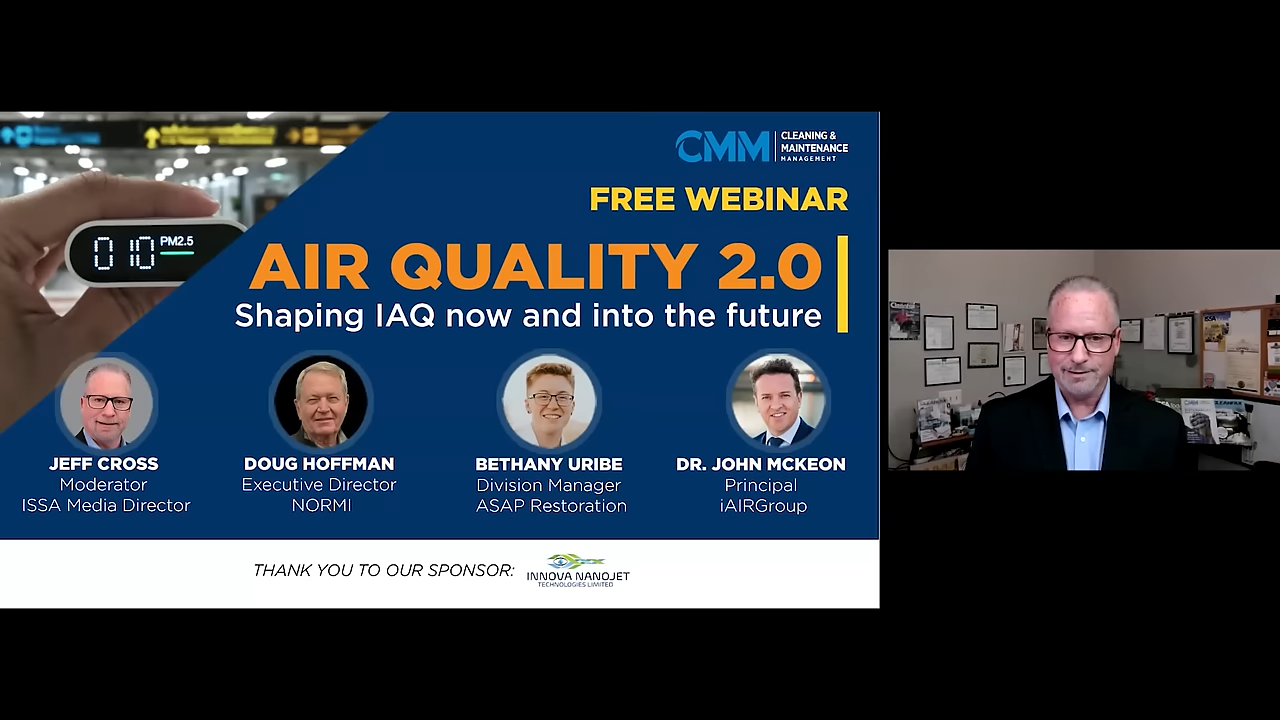 CMM
CLEANING &
MAINTENANCE
MANAGEMENT
FREE WEBINAR
AIR QUALITY 2.0
Shaping IAQ now and into the future
010 PM2.5
JEFF CROSS
Moderator
ISSA Media Director
DOUG HOFFMAN
Executive Director
NORMI
BETHANY URIBE
Division Manager
ASAP Restoration
DR. JOHN MCKEON
Principal
iAIRGroup
THANK YOU TO OUR SPONSOR:
INNOVA NANOJET
TECHNOLOGIES LIMITED
ISSA